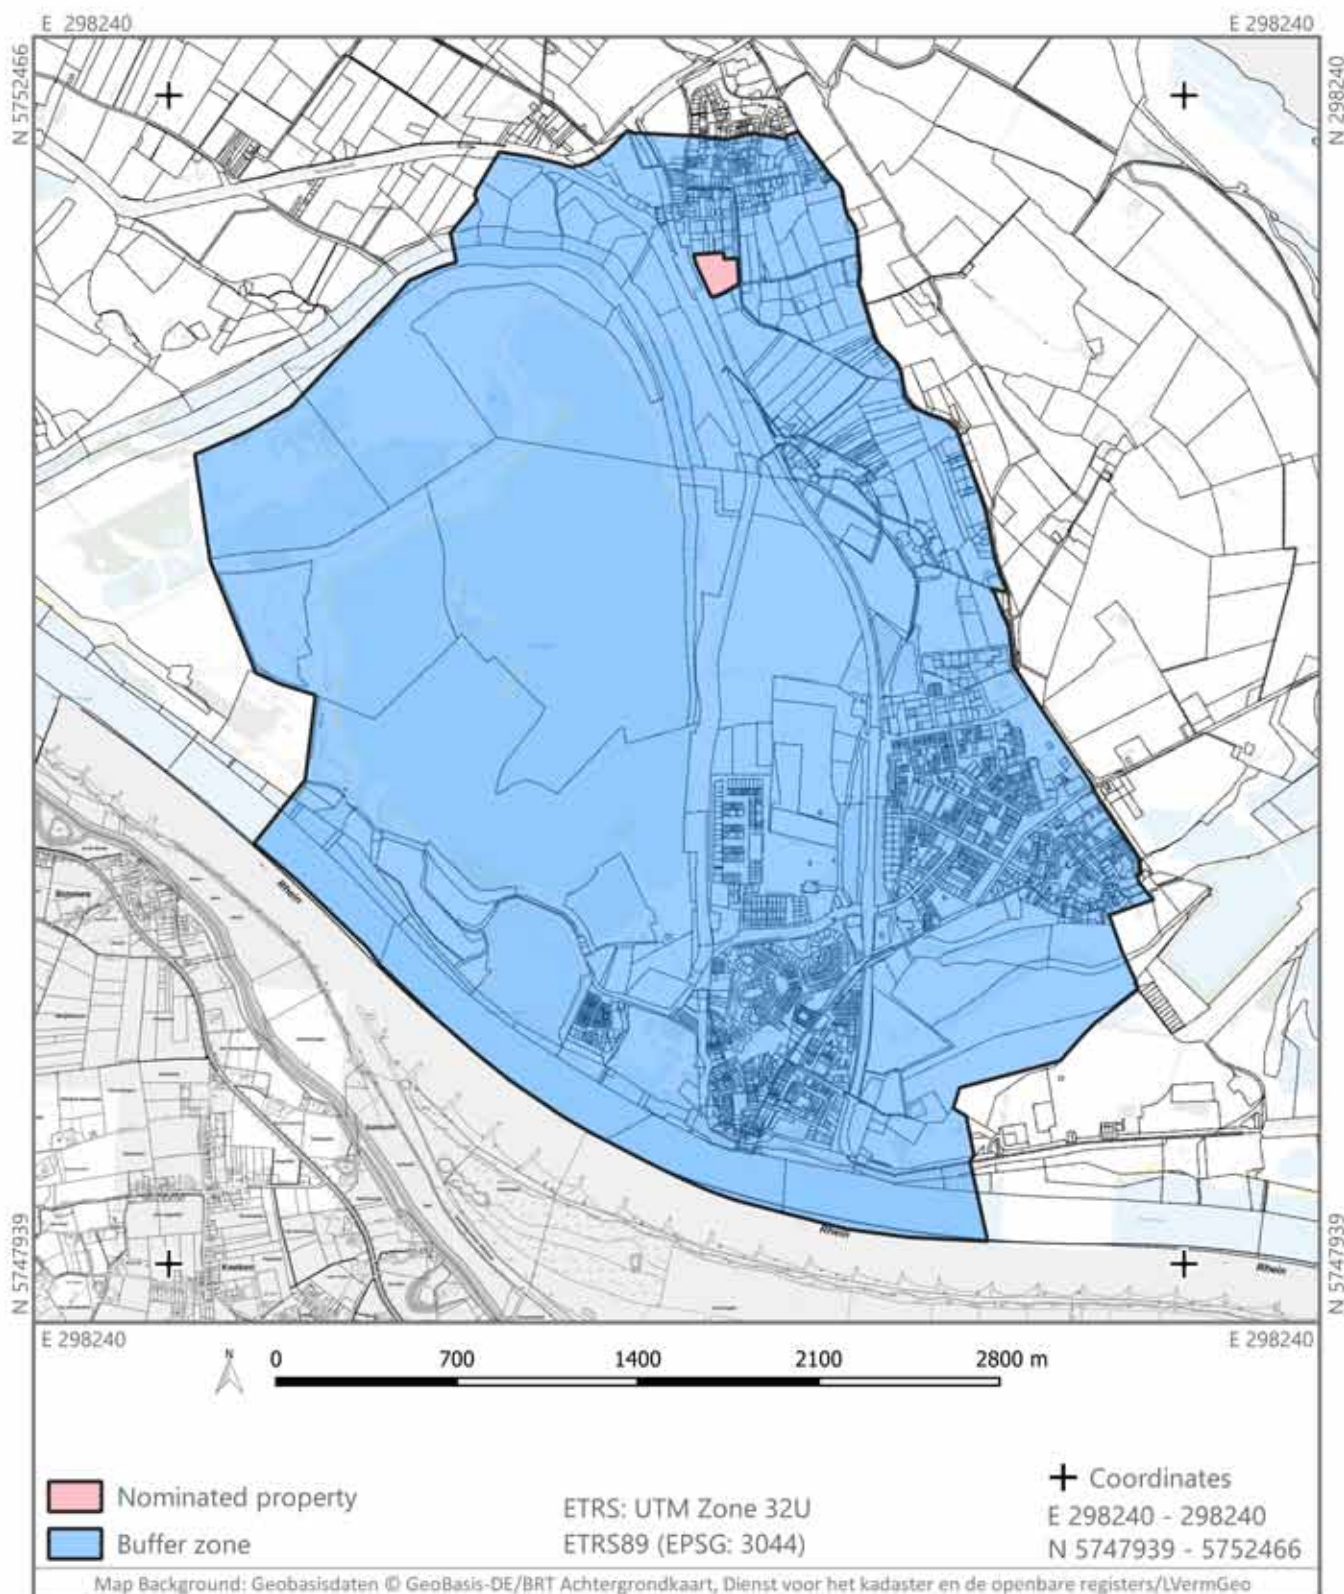 E 298240
E 298240
N 5752466
N 298240
Rhein
Rhein
Rhein
N 5747939
N 5747939
E 298240
E 298240
N
0 700 1400 2100 2800 m
Nominated property
Buffer zone
ETRS: UTM Zone 32U
ETRS89 (EPSG: 3044)
Coordinates
E 298240 - 298240
N 5747939 - 5752466
Map Background: Geobasisdaten © GeoBasis-DE/BRT Achtergrondkaart, Dienst voor het kadaster en de openbare registers/LVermGeo